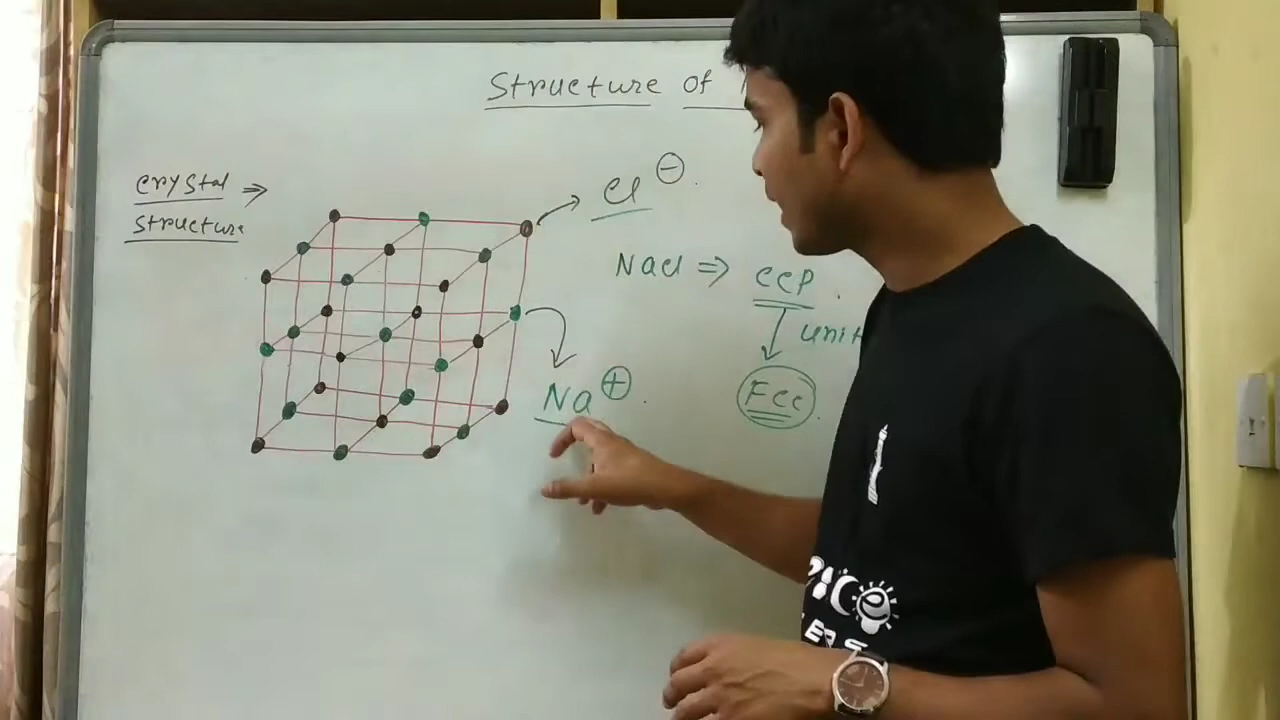 Structure of
Crystal ⇒
Structure
Cl⊖.
NaCl ⇒ CCP
Unit
Na⊕.
FCC.